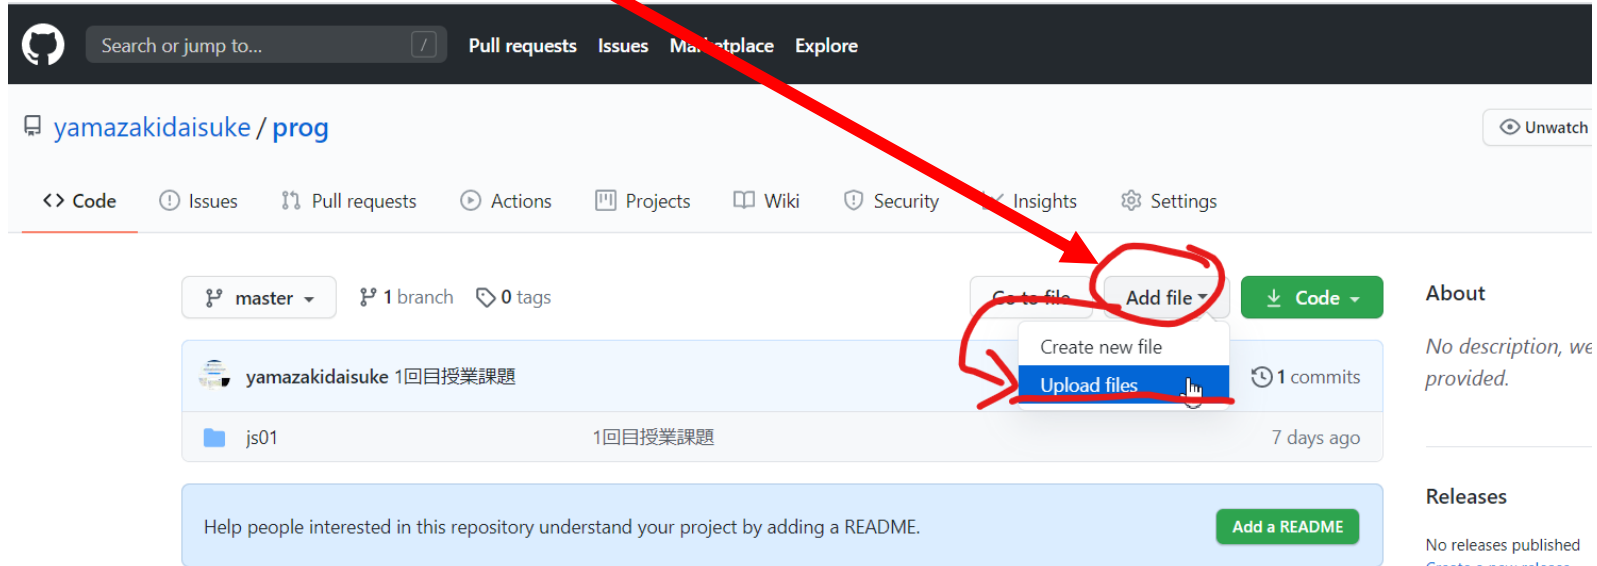 Search or jump to... / Pull requests Issues Marketplace Explore
yamazakidaisuke / prog Unwatch
Code Issues Pull requests Actions Projects Wiki Security Insights Settings
master 1 branch 0 tags Go to file Add file Code About
Create new file
No description, we
yamazakidaisuke 1回目授業課題 Upload files 1 commits provided.
js01 1回目授業課題 7 days ago
Releases
Help people interested in this repository understand your project by adding a README. Add a README
No releases published